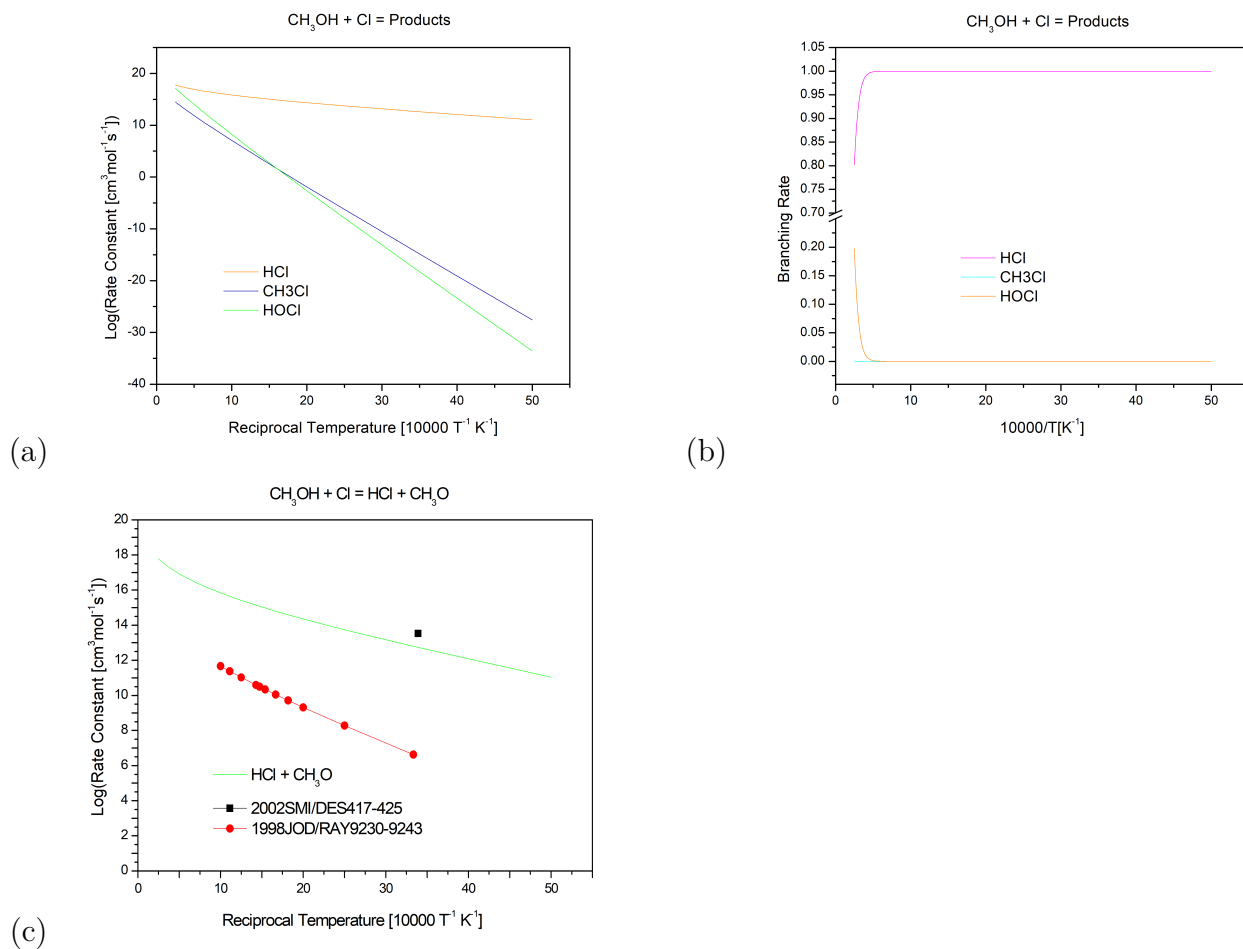 CH₃OH + Cl = Products
Log(Rate Constant [cm³mol⁻¹s⁻¹])
20
10
0
-10
-20
-30
-40
HCl
CH3Cl
HOCl
0 10 20 30 40 50
Reciprocal Temperature [10000 T⁻¹ K⁻¹]
(a)
CH₃OH + Cl = Products
Branching Rate
1.05
1.00
0.95
0.90
0.85
0.80
0.75
0.70
0.20
0.15
0.10
0.05
0.00
HCl
CH3Cl
HOCl
0 10 20 30 40 50
10000/T[K⁻¹]
(b)
CH₃OH + Cl = HCl + CH₃O
Log(Rate Constant [cm³mol⁻¹s⁻¹])
20
18
16
14
12
10
8
6
4
2
0
HCl + CH₃O
2002SMI/DES417-425
1998JOD/RAY9230-9243
0 10 20 30 40 50
Reciprocal Temperature [10000 T⁻¹ K⁻¹]
(c)